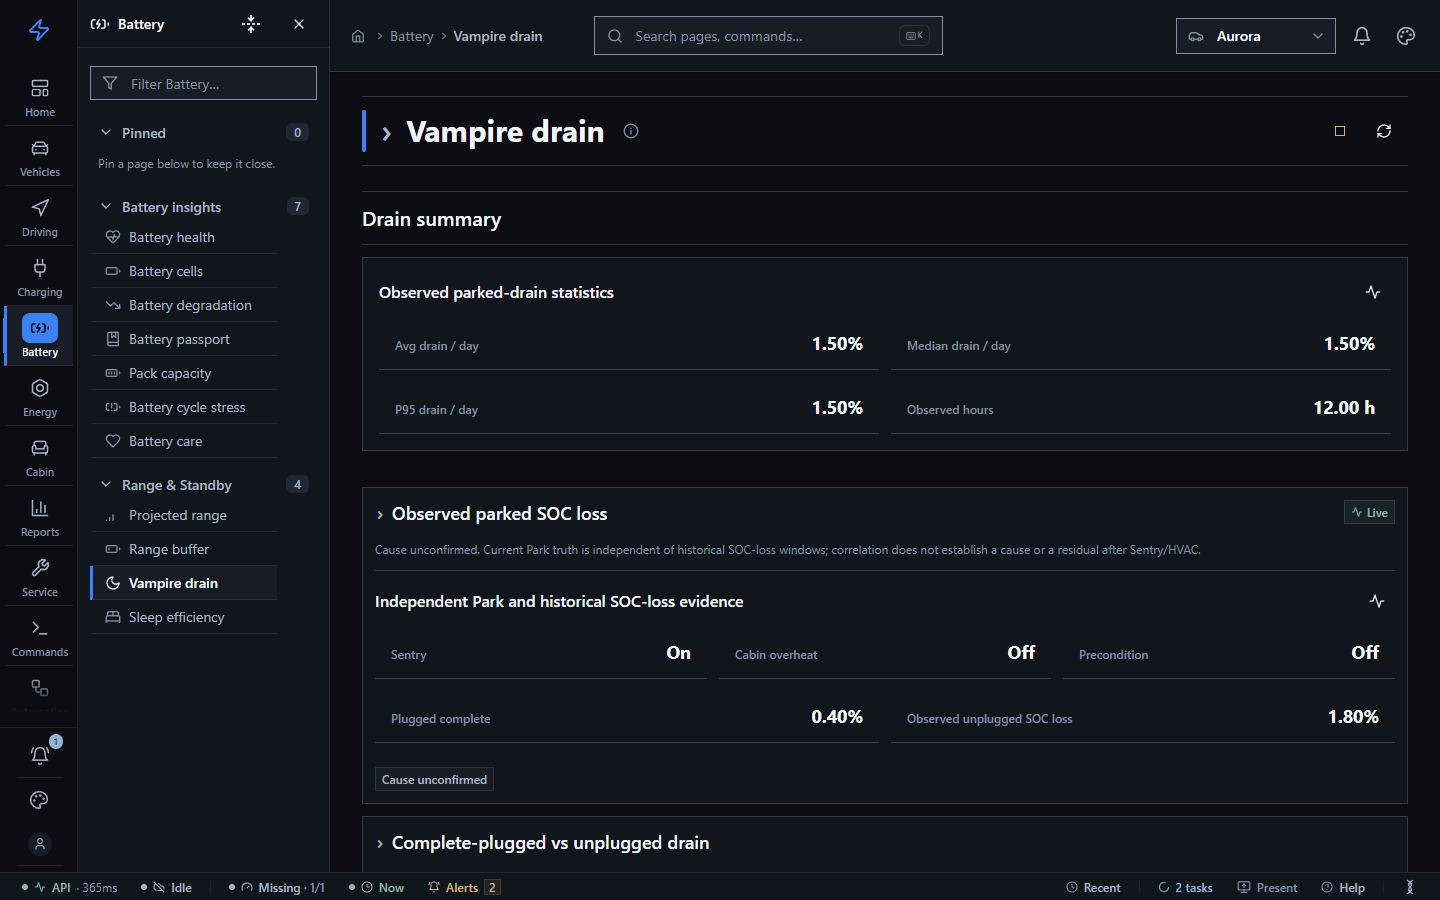 Battery
Battery
Vampire drain
Search pages, commands...
K
Aurora
Home
Vehicles
Driving
Charging
Battery
Energy
Cabin
Reports
Service
Commands
1
Filter Battery...
Pinned
0
Pin a page below to keep it close.
Battery insights
7
Battery health
Battery cells
Battery degradation
Battery passport
Pack capacity
Battery cycle stress
Battery care
Range & Standby
4
Projected range
Range buffer
Vampire drain
Sleep efficiency
Vampire drain
Drain summary
Observed parked-drain statistics
Avg drain / day
1.50%
Median drain / day
1.50%
P95 drain / day
1.50%
Observed hours
12.00 h
Observed parked SOC loss
Live
Cause unconfirmed. Current Park truth is independent of historical SOC-loss windows; correlation does not establish a cause or a residual after Sentry/HVAC.
Independent Park and historical SOC-loss evidence
Sentry
On
Cabin overheat
Off
Precondition
Off
Plugged complete
0.40%
Observed unplugged SOC loss
1.80%
Cause unconfirmed
Complete-plugged vs unplugged drain
API · 365ms
Idle
Missing · 1/1
Now
Alerts 2
Recent
2 tasks
Present
Help